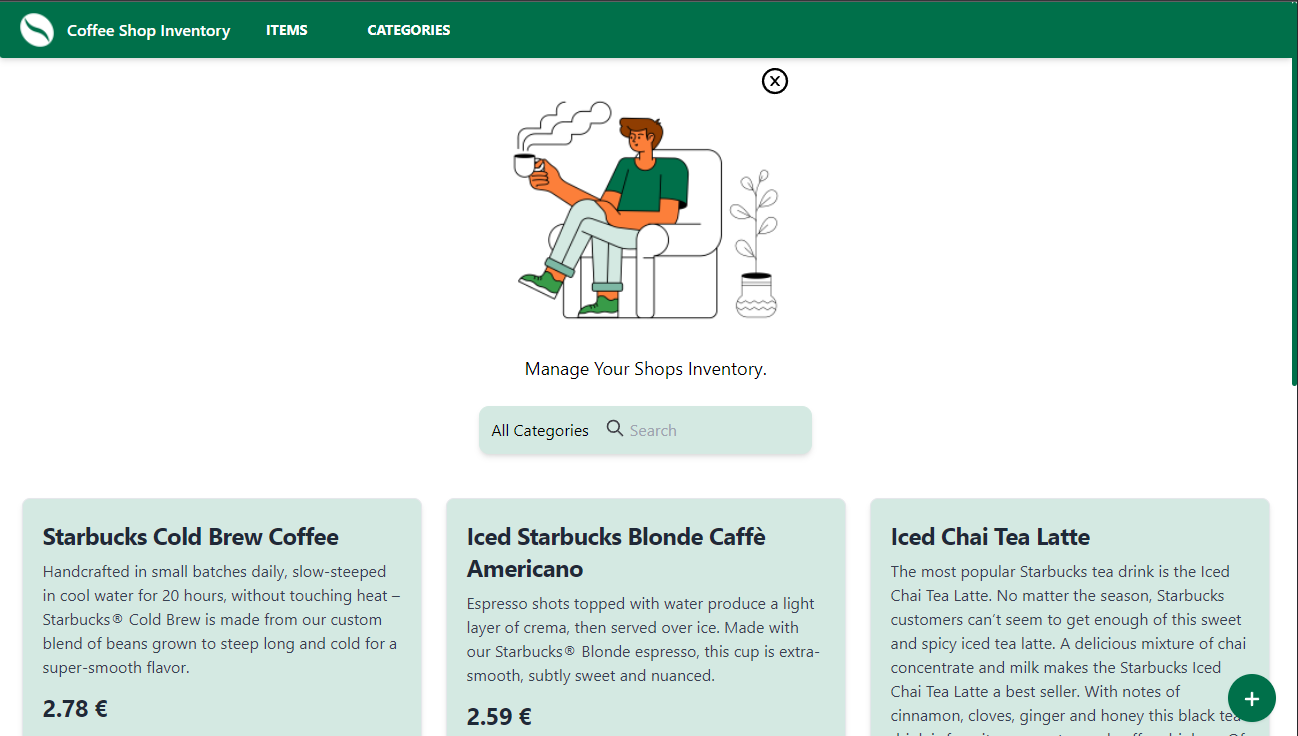 Coffee Shop Inventory ITEMS CATEGORIES
Manage Your Shops Inventory.
All Categories Search
Starbucks Cold Brew Coffee
Handcrafted in small batches daily, slow-steeped
in cool water for 20 hours, without touching heat –
Starbucks® Cold Brew is made from our custom
blend of beans grown to steep long and cold for a
super-smooth flavor.
2.78 €
Iced Starbucks Blonde Caffè
Americano
Espresso shots topped with water produce a light
layer of crema, then served over ice. Made with
our Starbucks® Blonde espresso, this cup is extra-
smooth, subtly sweet and nuanced.
2.59 €
Iced Chai Tea Latte
The most popular Starbucks tea drink is the Iced
Chai Tea Latte. No matter the season, Starbucks
customers can’t seem to get enough of this sweet
and spicy iced tea latte. A delicious mixture of chai
concentrate and milk makes the Starbucks Iced
Chai Tea Latte a best seller. With notes of
cinnamon, cloves, ginger and honey this black tea